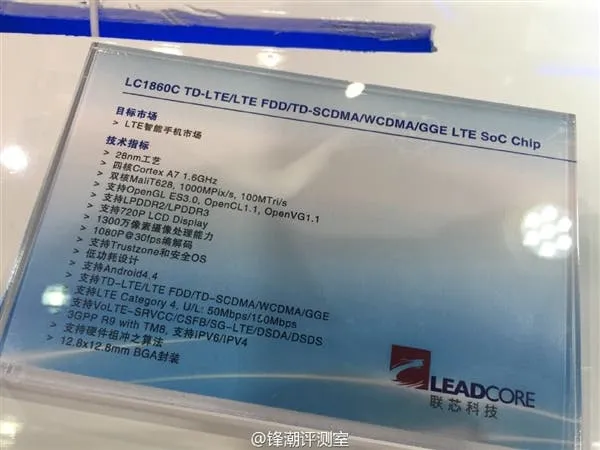 LC1860C TD-LTE/LTE FDD/TD-SCDMA/WCDMA/GGE LTE SoC Chip
目标市场
> LTE智能手机市场
技术指标
> 28nm工艺
> 四核Cortex A7 1.6GHz
> 双核MaliT628, 1000MPix/s, 100MTri/s
> 支持OpenGL ES3.0, OpenCL1.1, OpenVG1.1
> 支持LPDDR2/LPDDR3
> 支持720P LCD Display
> 1300万像素摄像处理能力
> 1080P@30fps编解码
> 支持Trustzone和安全OS
> 低功耗设计
> 支持Android4.4
> 支持TD-LTE/LTE FDD/TD-SCDMA/WCDMA/GGE
> 支持LTE Category 4, U/L: 50Mbps/150Mbps
> 支持VoLTE-SRVCC/CSFB/SG-LTE/DSDA/DSDS
> 3GPP R9 with TM8, 支持IPV6/IPV4
> 支持硬件祖冲之算法
> 12.8x12.8mm BGA封装
LEADCORE
联芯科技
@锋潮评测室